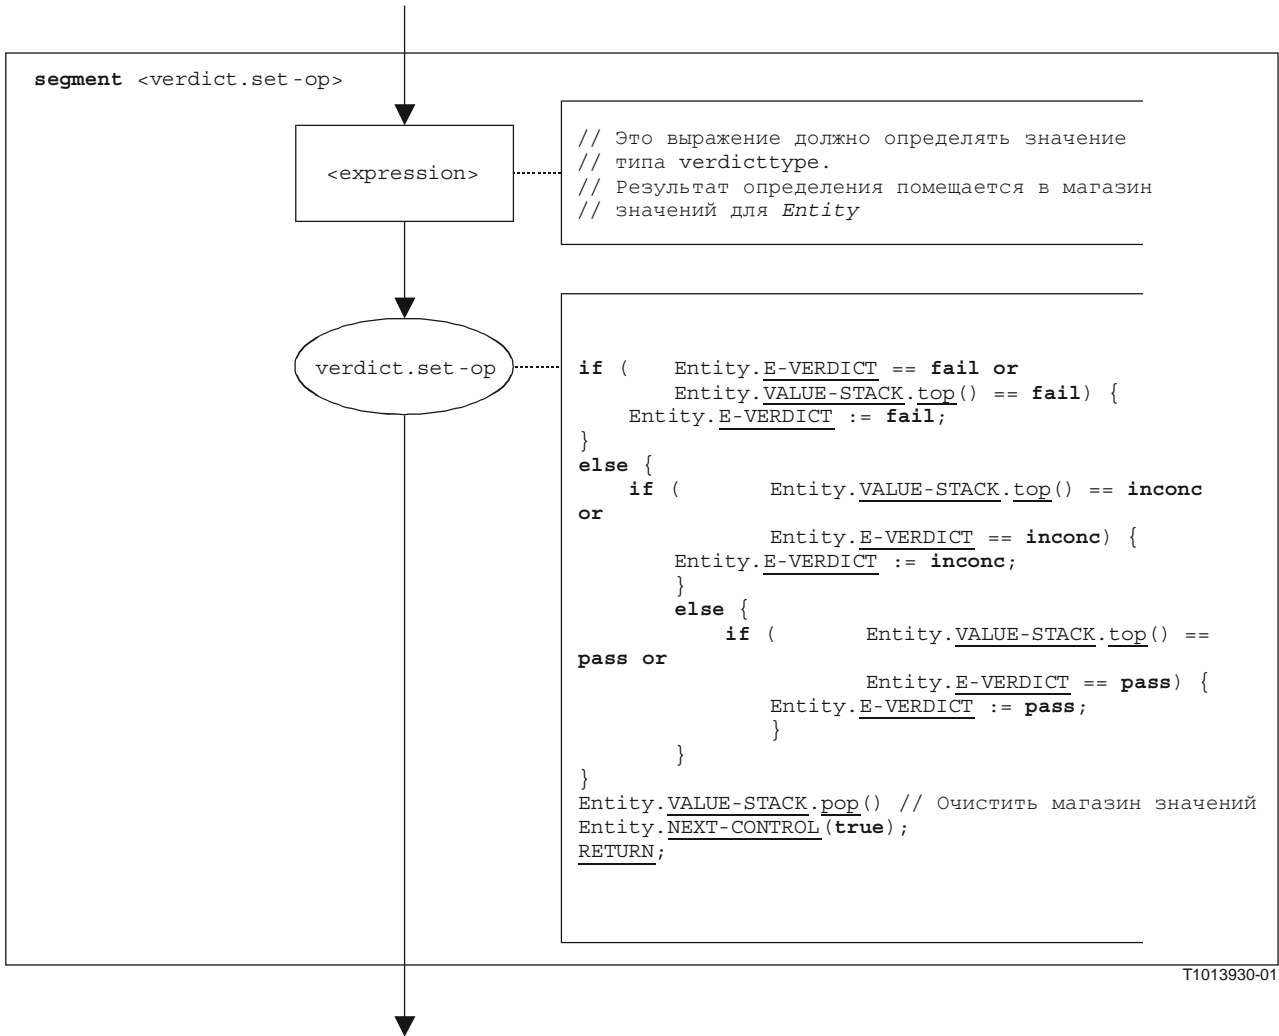 segment <verdict.set-op>
<expression>
// Это выражение должно определять значение
// типа verdicttype.
// Результат определения помещается в магазин
// значений для Entity
verdict.set-op
if ( Entity.E-VERDICT == fail or
Entity.VALUE-STACK.top() == fail) {
Entity.E-VERDICT := fail;
}
else {
if ( Entity.VALUE-STACK.top() == inconc
or
Entity.E-VERDICT == inconc) {
Entity.E-VERDICT := inconc;
}
else {
if ( Entity.VALUE-STACK.top() ==
pass or
Entity.E-VERDICT == pass) {
Entity.E-VERDICT := pass;
}
}
}
Entity.VALUE-STACK.pop() // Очистить магазин значений
Entity.NEXT-CONTROL(true);
RETURN;
T1013930-01